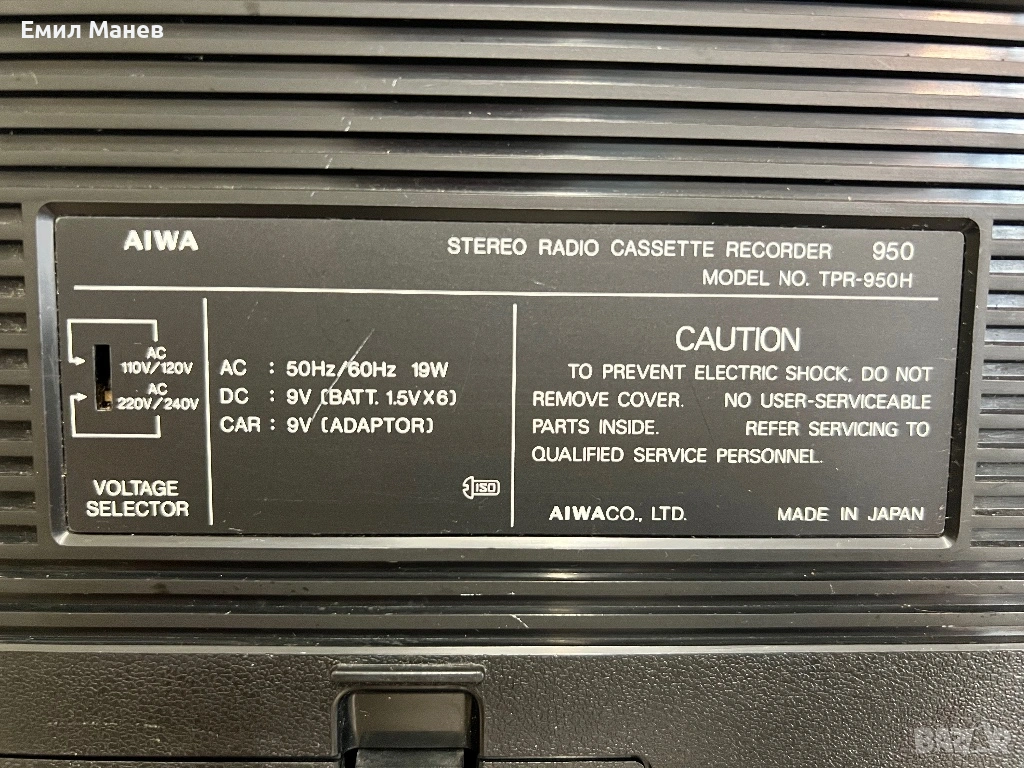 Емил Манев
AIWA
STEREO RADIO CASSETTE RECORDER 950
MODEL NO. TPR-950H
AC
110V/120V
AC
220V/240V
VOLTAGE
SELECTOR
AC : 50Hz/60Hz 19W
DC : 9V (BATT. 1.5V X 6)
CAR : 9V (ADAPTOR)
ISO
CAUTION
TO PREVENT ELECTRIC SHOCK, DO NOT
REMOVE COVER. NO USER-SERVICEABLE
PARTS INSIDE. REFER SERVICING TO
QUALIFIED SERVICE PERSONNEL.
AIWA CO., LTD. MADE IN JAPAN
BAZAR